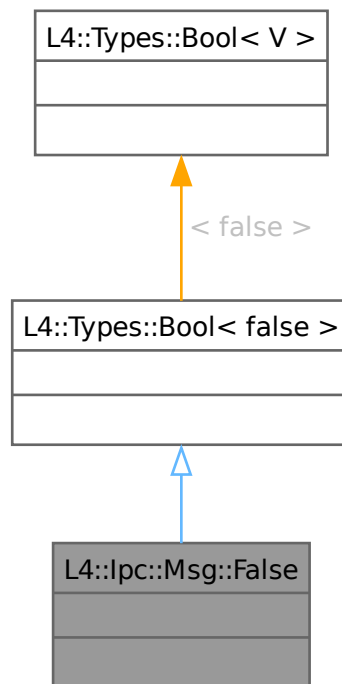 L4::Types::Bool< V >
< false >
L4::Types::Bool< false >
L4::Ipc::Msg::False